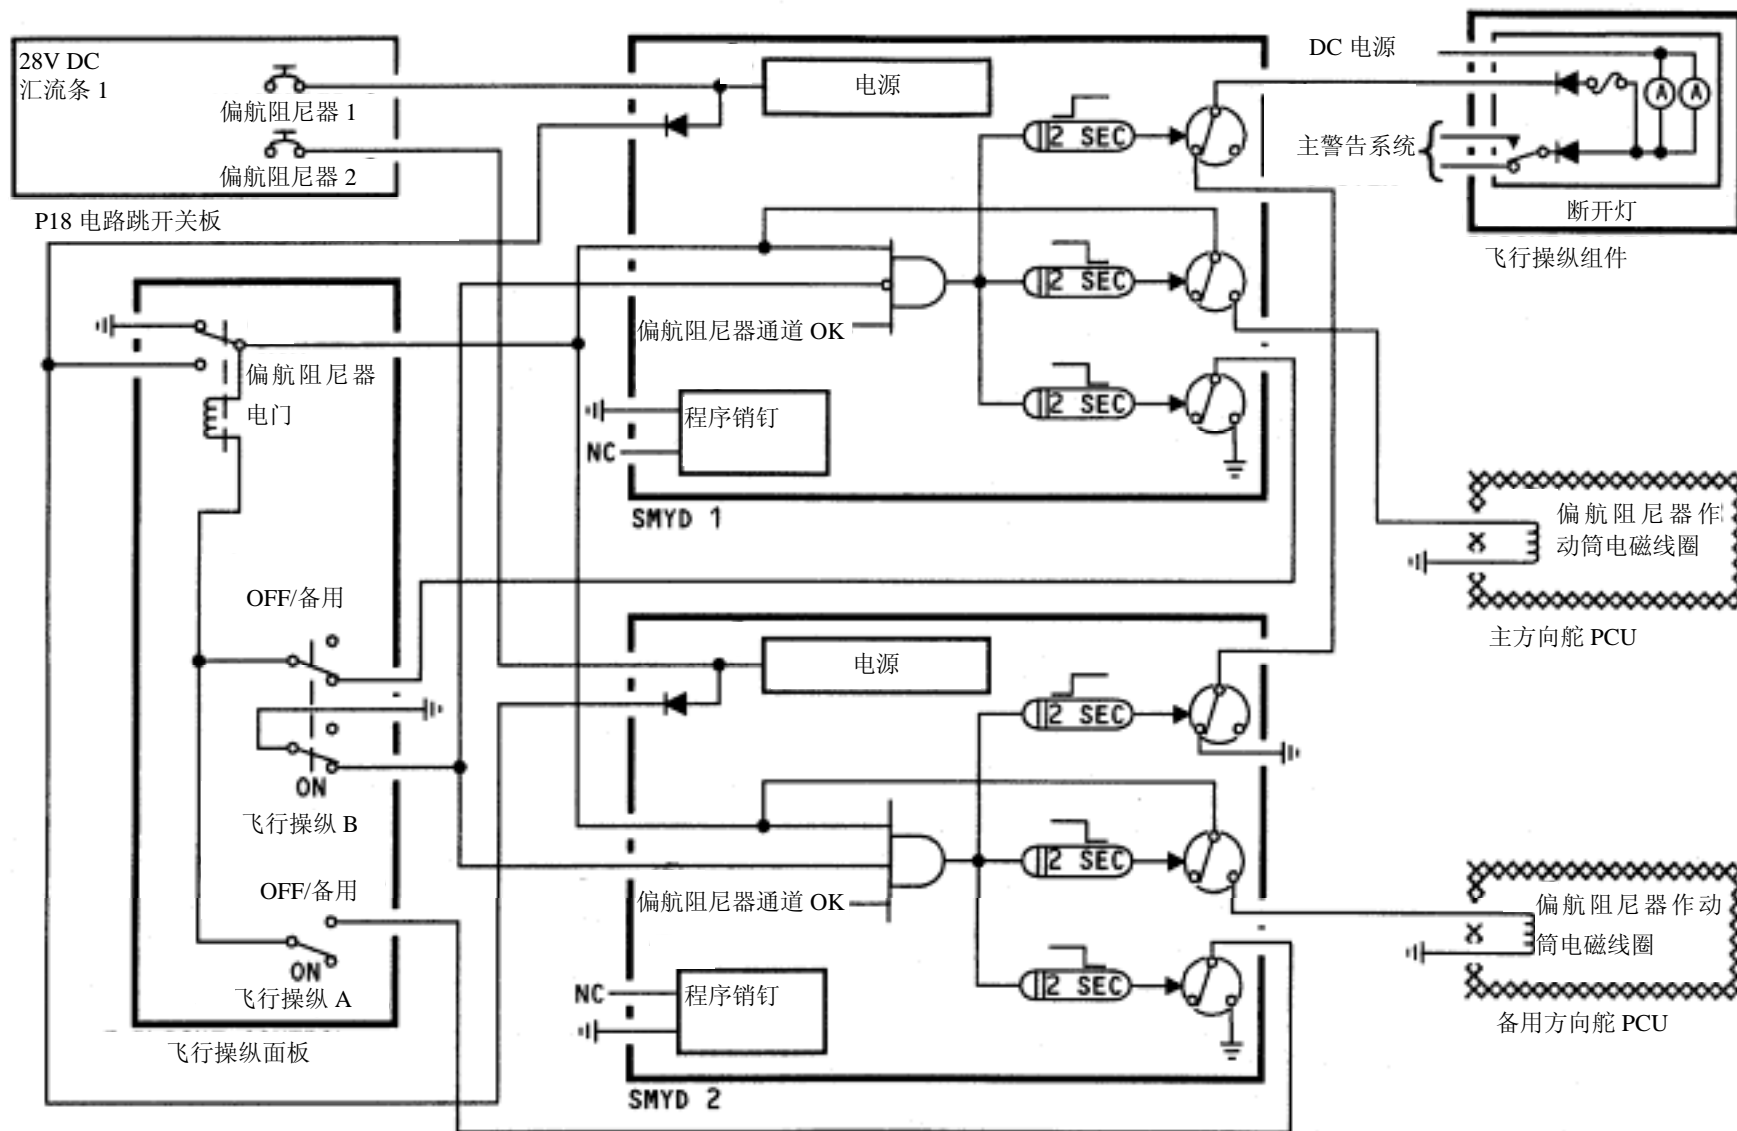 28V DC
汇流条 1
偏航阻尼器 1
偏航阻尼器 2
P18 电路跳开关板
偏航阻尼器
电门
OFF/备用
ON
飞行操纵 B
OFF/备用
ON
飞行操纵 A
飞行操纵面板
电源
2 SEC
2 SEC
偏航阻尼器通道 OK
2 SEC
程序销钉
NC
SMYD 1
电源
2 SEC
2 SEC
偏航阻尼器通道 OK
2 SEC
NC
程序销钉
SMYD 2
DC 电源
A
A
主警告系统
断开灯
飞行操纵组件
偏航阻尼器作
动筒电磁线圈
主方向舵 PCU
偏航阻尼器作动
筒电磁线圈
备用方向舵 PCU